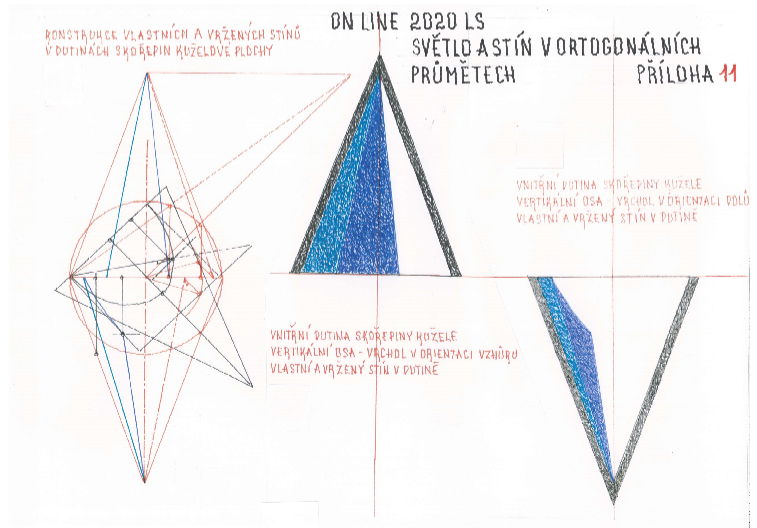 ON LINE 2020 LS
SVĚTLO A STÍN V ORTOGONÁLNÍCH
PRŮMĚTECH PŘÍLOHA 11
KONSTRUKCE VLASTNÍCH A VRŽENÝCH STÍNŮ
V DUTINÁCH SKOŘEPIN KUŽELOVÉ PLOCHY
VNITŘNÍ DUTINA SKOŘEPINY KUŽELE
VERTIKÁLNÍ OSA - VRCHOL V ORIENTACI DOLŮ
VLASTNÍ A VRŽENÝ STÍN V DUTINĚ
VNITŘNÍ DUTINA SKOŘEPINY KUŽELE
VERTIKÁLNÍ OSA - VRCHOL V ORIENTACI VZHŮRU
VLASTNÍ A VRŽENÝ STÍN V DUTINĚ